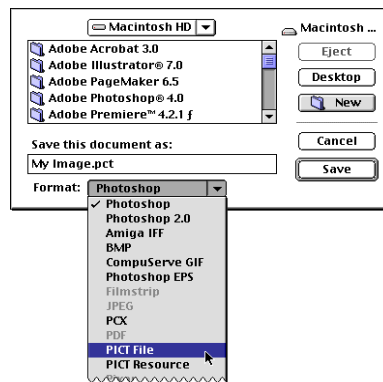 Macintosh HD
Macintosh ...
Adobe Acrobat 3.0
Adobe Illustrator® 7.0
Adobe PageMaker 6.5
Adobe Photoshop® 4.0
Adobe Premiere™ 4.2.1 ƒ
Eject
Desktop
New
Cancel
Save
Save this document as:
My Image.pct
Format: Photoshop
✓ Photoshop
Photoshop 2.0
Amiga IFF
BMP
CompuServe GIF
Photoshop EPS
Filmstrip
JPEG
PCX
PDF
PICT File
PICT Resource